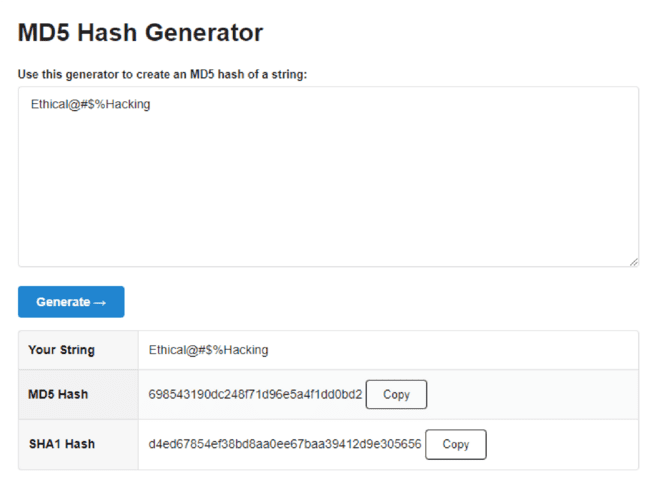 MD5 Hash Generator
Use this generator to create an MD5 hash of a string:
Ethical@#$%Hacking
Generate →
Your String Ethical@#$%Hacking
MD5 Hash 698543190dc248f71d96e5a4f1dd0bd2 Copy
SHA1 Hash d4ed67854ef38bd8aa0ee67baa39412d9e305656 Copy